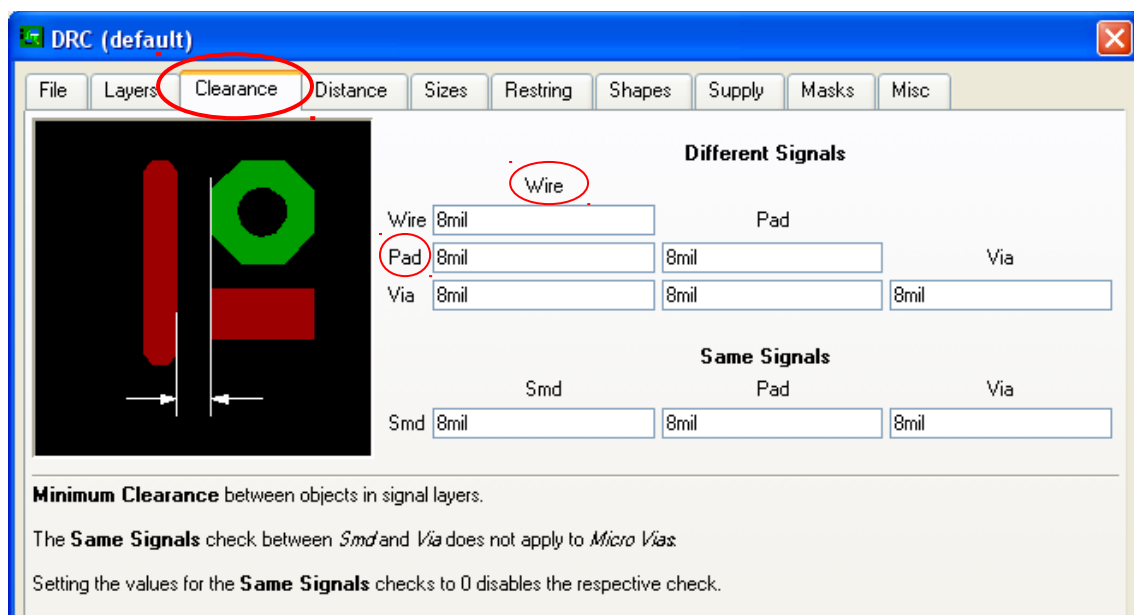 DRC (default)
File Layers Clearance Distance Sizes Restring Shapes Supply Masks Misc
Different Signals
Wire
Wire 8mil Pad
Pad 8mil 8mil Via
Via 8mil 8mil 8mil
Same Signals
Smd Pad Via
Smd 8mil 8mil 8mil
Minimum Clearance between objects in signal layers.
The Same Signals check between Smd and Via does not apply to Micro Vias.
Setting the values for the Same Signals checks to 0 disables the respective check.